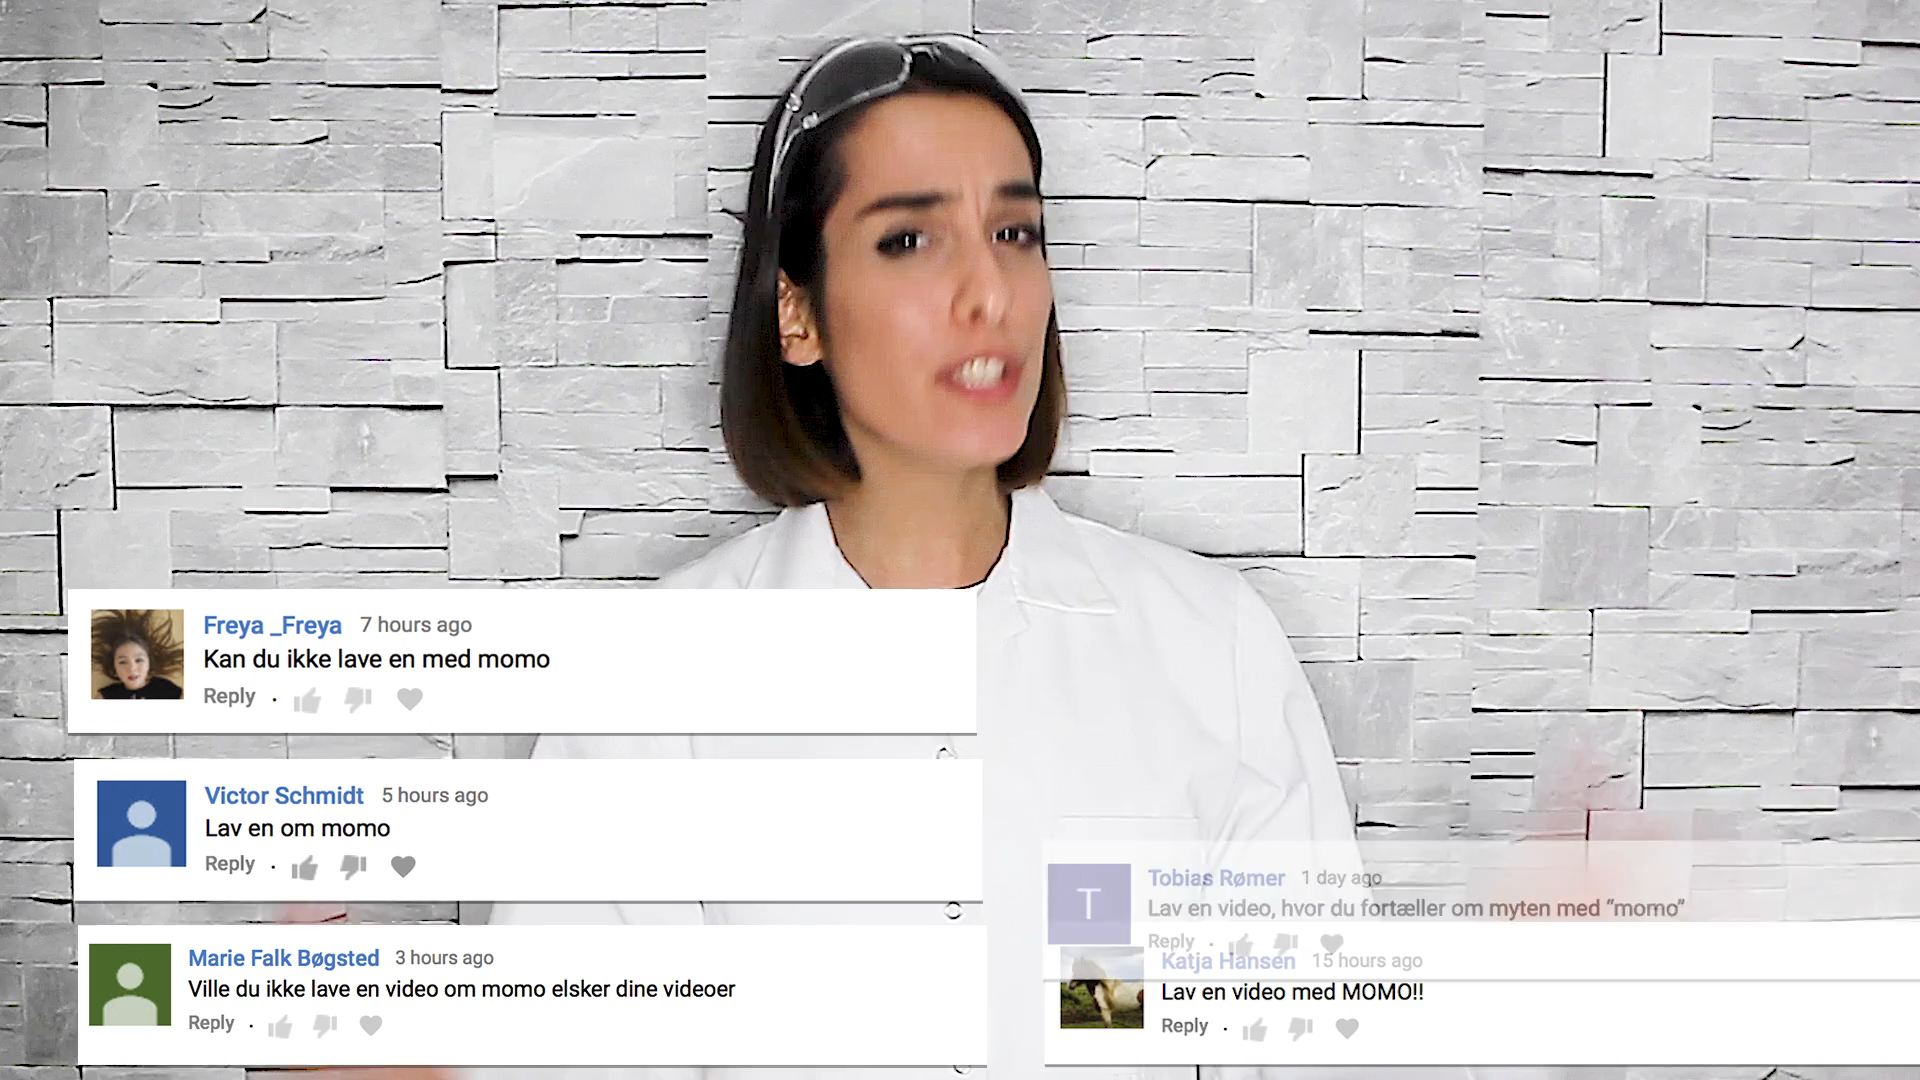 Freya _Freya 7 hours ago
Kan du ikke lave en med momo
Reply
Victor Schmidt 5 hours ago
Lav en om momo
Reply
Marie Falk Bøgsted 3 hours ago
Ville du ikke lave en video om momo elsker dine videoer
Reply
T
Tobias Rømer 1 day ago
Lav en video, hvor du fortæller om myten med “momo”
Reply
Katja Hansen 15 hours ago
Lav en video med MOMO!!
Reply